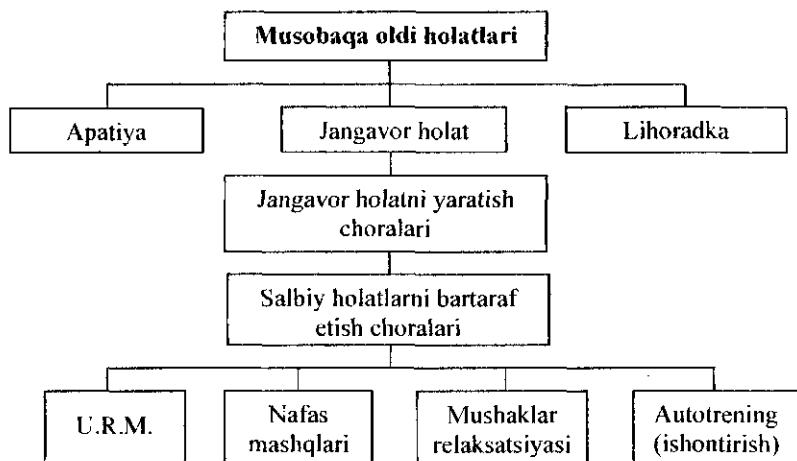 Musobaqa oldi holatlari
Apatiya
Jangavor holat
Lihoradka
Jangavor holatni yaratish
choralari
Salbiy holatlarni bartaraf
etish choralari
U.R.M.
Nafas
mashqlari
Mushaklar
relaksatsiyasi
Autotrening
(ishontirish)